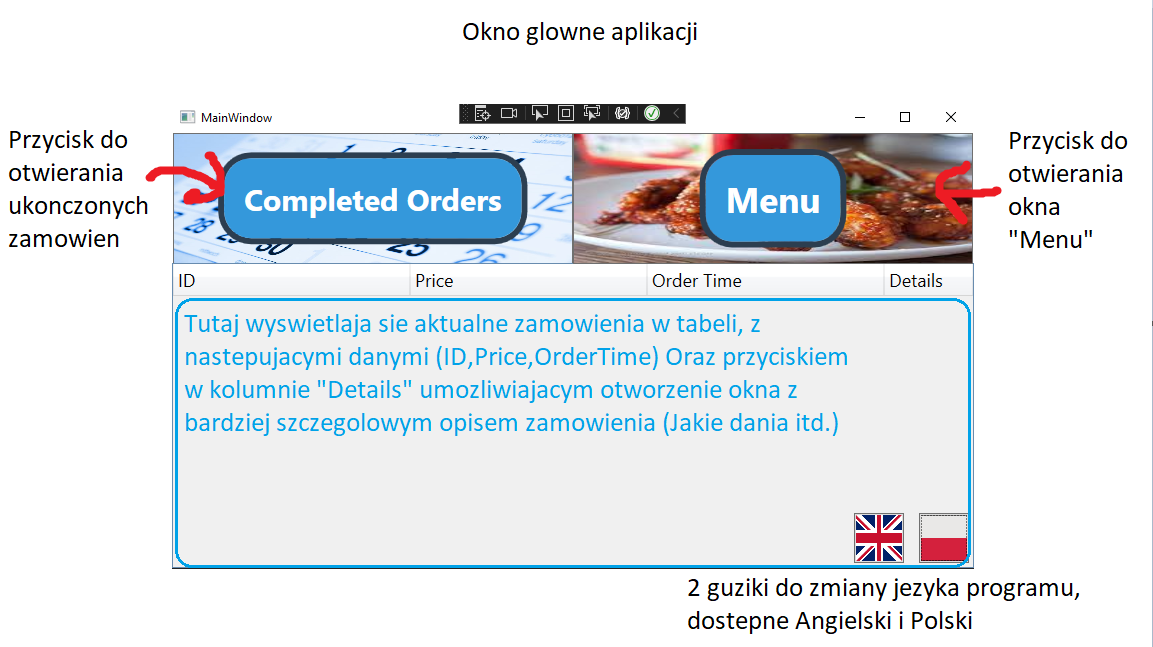 Okno glowne aplikacji
MainWindow
Przycisk do
otwierania
ukonczonych
zamowien
Completed Orders
Menu
Przycisk do
otwierania
okna
"Menu"
ID Price Order Time Details
Tutaj wyswietlaja sie aktualne zamowienia w tabeli, z
nastepujacymi danymi (ID,Price,OrderTime) Oraz przyciskiem
w kolumnie "Details" umozliwiajacym otworzenie okna z
bardziej szczegolowym opisem zamowienia (Jakie dania itd.)
2 guziki do zmiany jezyka programu,
dostepne Angielski i Polski